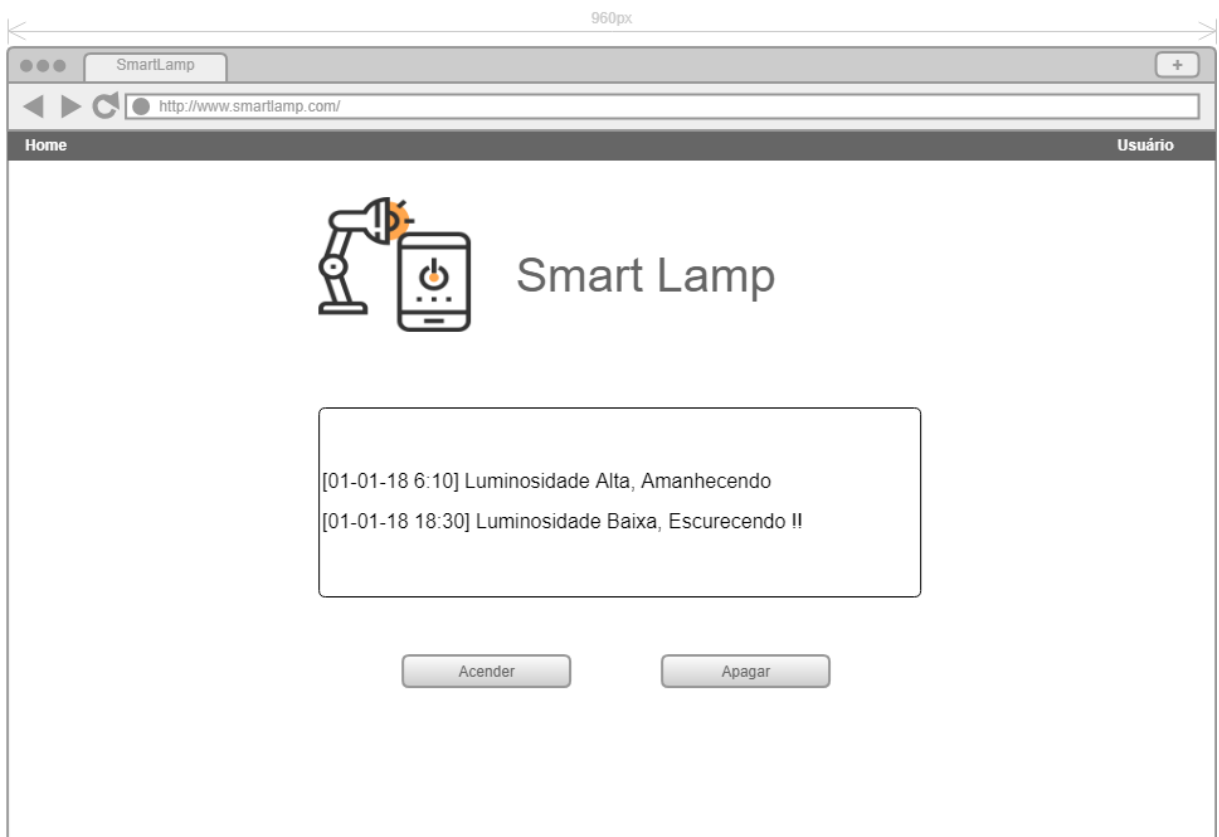 960px
SmartLamp
+
http://www.smartlamp.com/
Home Usuário
Smart Lamp
[01-01-18 6:10] Luminosidade Alta, Amanhecendo
[01-01-18 18:30] Luminosidade Baixa, Escurecendo !!
Acender Apagar